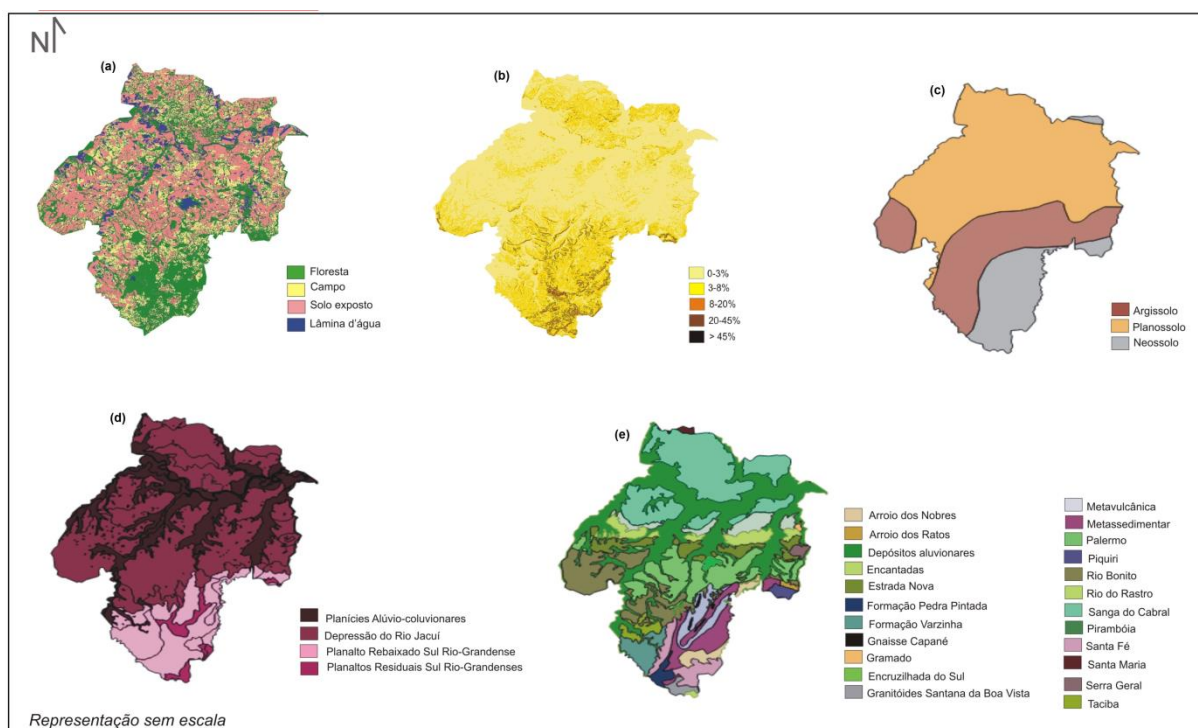 N
(a)
Floresta
Campo
Solo exposto
Lâmina d'água
(b)
0-3%
3-8%
8-20%
20-45%
> 45%
(c)
Argissolo
Planossolo
Neossolo
(d)
Planícies Alúvio-coluvionares
Depressão do Rio Jacuí
Planalto Rebaixado Sul Rio-Grandense
Planaltos Residuais Sul Rio-Grandenses
(e)
Arroio dos Nobres
Arroio dos Ratos
Depósitos aluvionares
Encantadas
Estrada Nova
Formação Pedra Pintada
Formação Varzinha
Gnaisse Capané
Gramado
Encruzilhada do Sul
Granitóides Santana da Boa Vista
Metavulcânica
Metassedimentar
Palermo
Piquiri
Rio Bonito
Rio do Rastro
Sanga do Cabral
Pirambóia
Santa Fé
Santa Maria
Serra Geral
Taciba
Representação sem escala